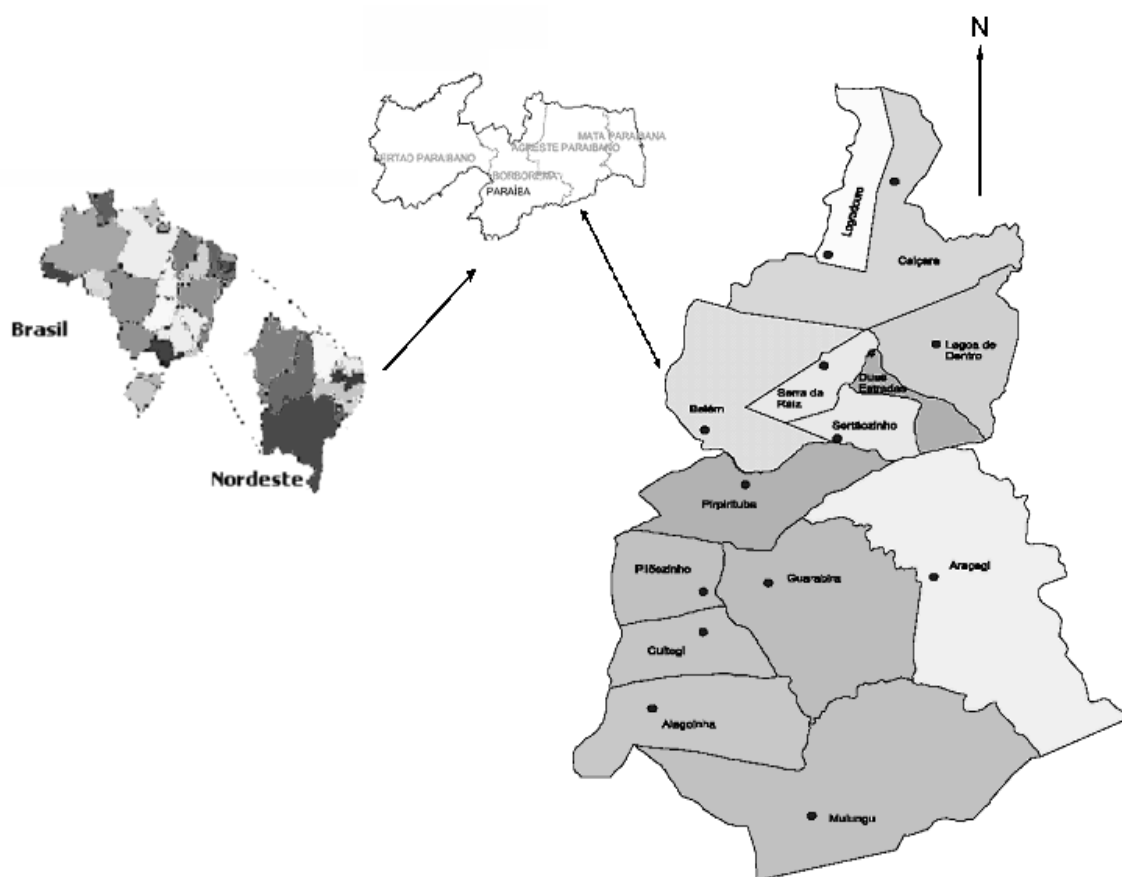 N
MATA PARAIBANA
AGRESTE PARAIBANO
SERTAO PARAIBANO
BORBOREMA
PARAÍBA
Brasil
Nordeste
Logradouro
Caiçara
Lagoa de
Dentro
Duas
Estradas
Serra da
Raiz
Belém
Sertãozinho
Pirpirituba
Pilõezinho
Guarabira
Araçagi
Cuitegi
Alagoinha
Mulungu